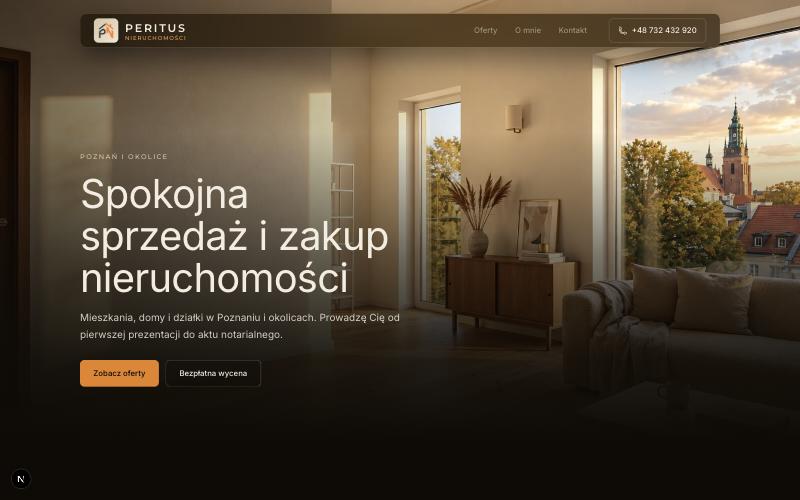 PERITUS
NIERUCHOMOŚCI
Oferty
O mnie
Kontakt
+48 732 432 920
POZNAŃ I OKOLICE
Spokojna
sprzedaż i zakup
nieruchomości
Mieszkania, domy i działki w Poznaniu i okolicach. Prowadzę Cię od
pierwszej prezentacji do aktu notarialnego.
Zobacz oferty
Bezpłatna wycena
N